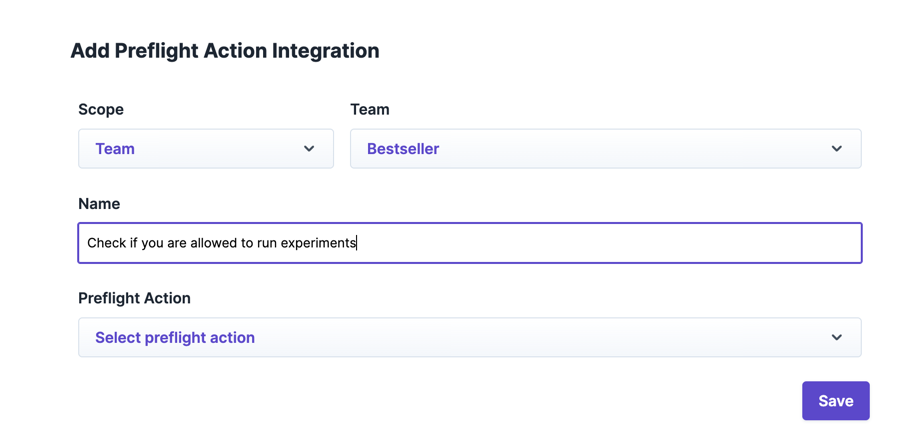 Add Preflight Action Integration
Scope
Team
Team
Bestseller
Name
Check if you are allowed to run experiments
Preflight Action
Select preflight action
Save